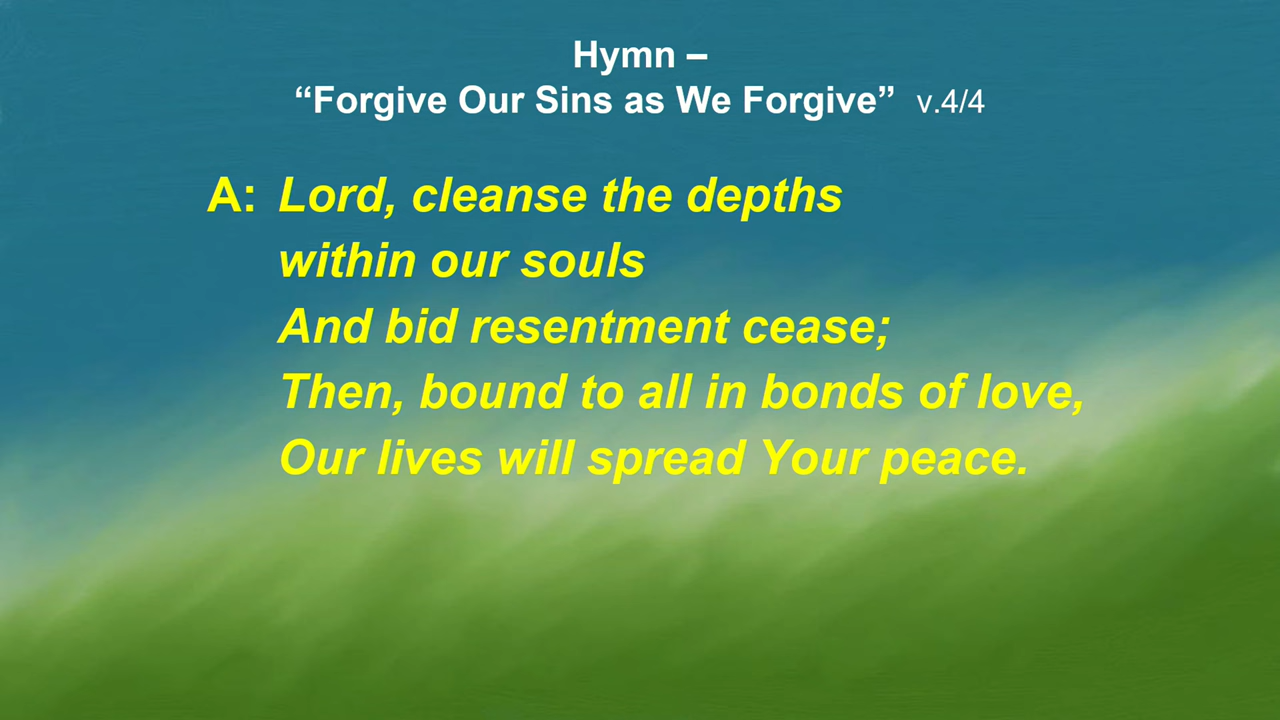 Hymn –
“Forgive Our Sins as We Forgive” v.4/4
A: Lord, cleanse the depths
within our souls
And bid resentment cease;
Then, bound to all in bonds of love,
Our lives will spread Your peace.